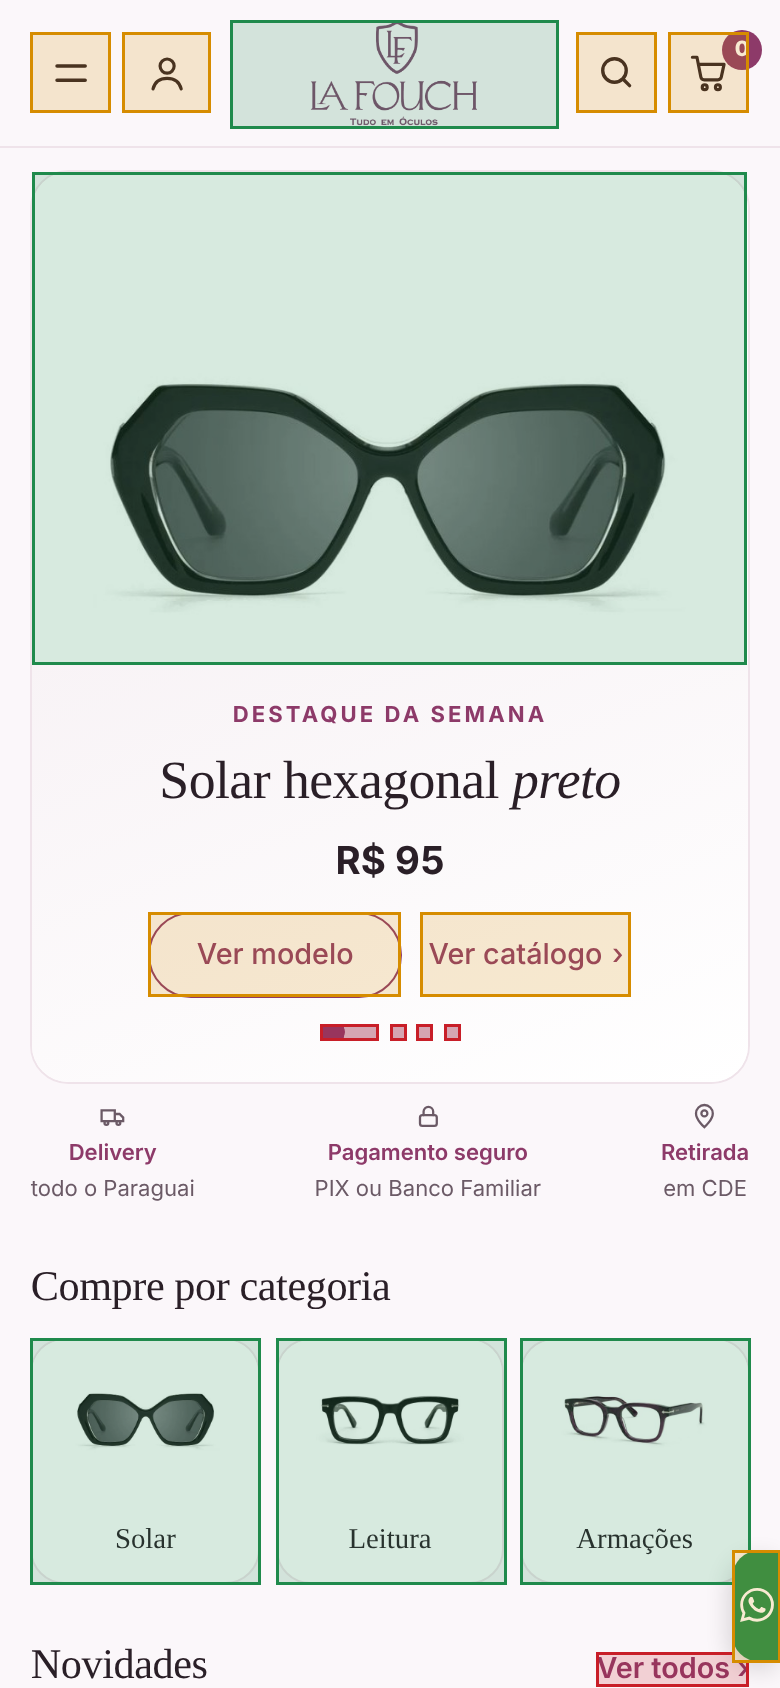 0
LF
LA FOUCH
TUDO EM ÓCULOS
DESTAQUE DA SEMANA
Solar hexagonal preto
R$ 95
Ver modelo
Ver catálogo ›
Delivery
todo o Paraguai
Pagamento seguro
PIX ou Banco Familiar
Retirada
em CDE
Compre por categoria
Solar
Leitura
Armações
Novidades
Ver todos ›